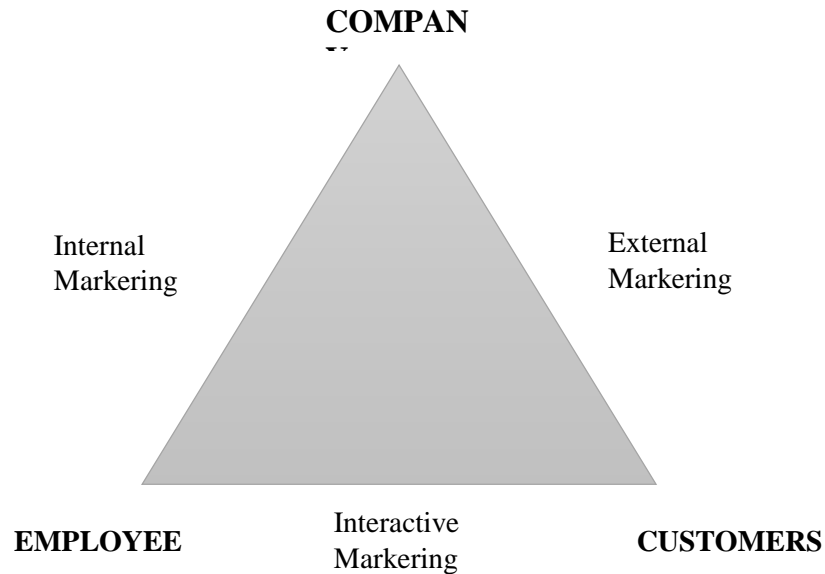 COMPAN
Y
Internal
Markering
External
Markering
EMPLOYEE
Interactive
Markering
CUSTOMERS